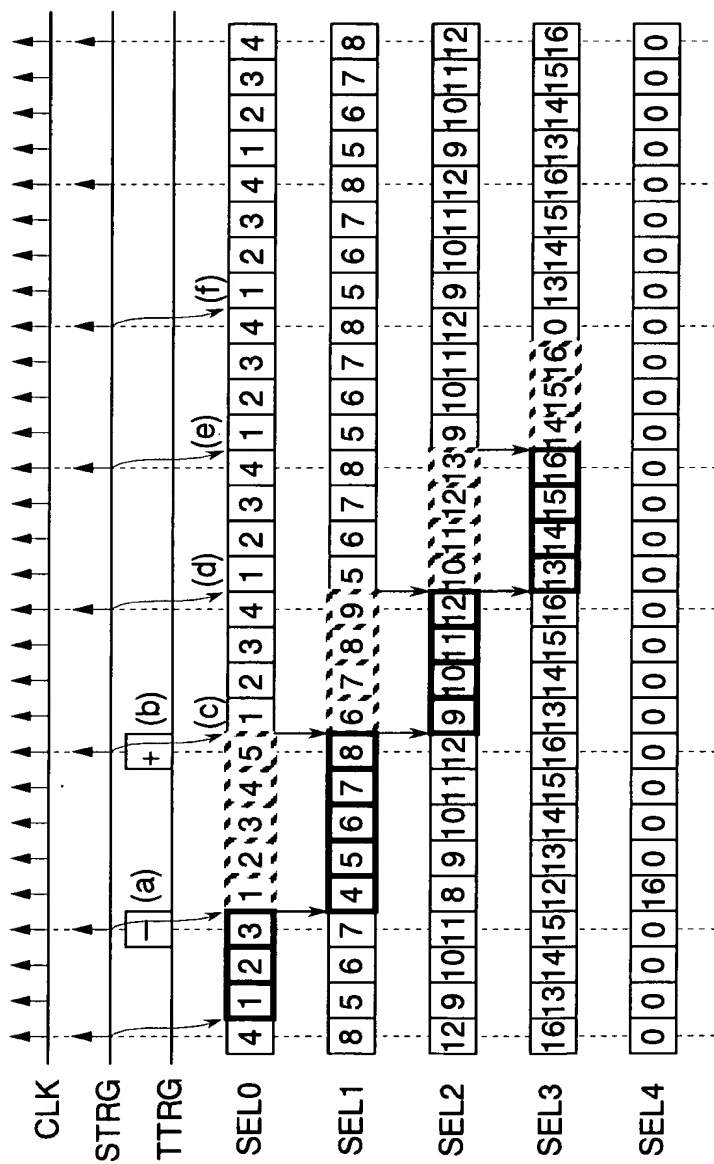 CLK
STRG
TTRG − (a) + (b)
(c) (d) (e) (f)
SEL0 4 1 2 3 1 2 3 4 5 1 2 3 4 1 2 3 4 1 2 3 4 1 2 3 4 1 2 3 4
SEL1 8 5 6 7 4 5 6 7 8 6 7 8 9 5 6 7 8 5 6 7 8 5 6 7 8 5 6 7 8
SEL2 12 9 10 11 8 9 10 11 12 9 10 11 12 10 11 12 13 9 10 11 12 9 10 11 12 9 10 11 12
SEL3 16 13 14 15 12 13 14 15 16 13 14 15 16 13 14 15 16 14 15 16 0 13 14 15 16 13 14 15 16
SEL4 0 0 0 0 16 0 0 0 0 0 0 0 0 0 0 0 0 0 0 0 0 0 0 0 0 0 0 0 0